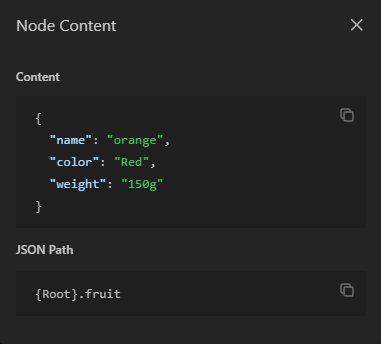 Node Content
Content
{
"name": "orange",
"color": "Red",
"weight": "150g"
}
JSON Path
{Root}.fruit